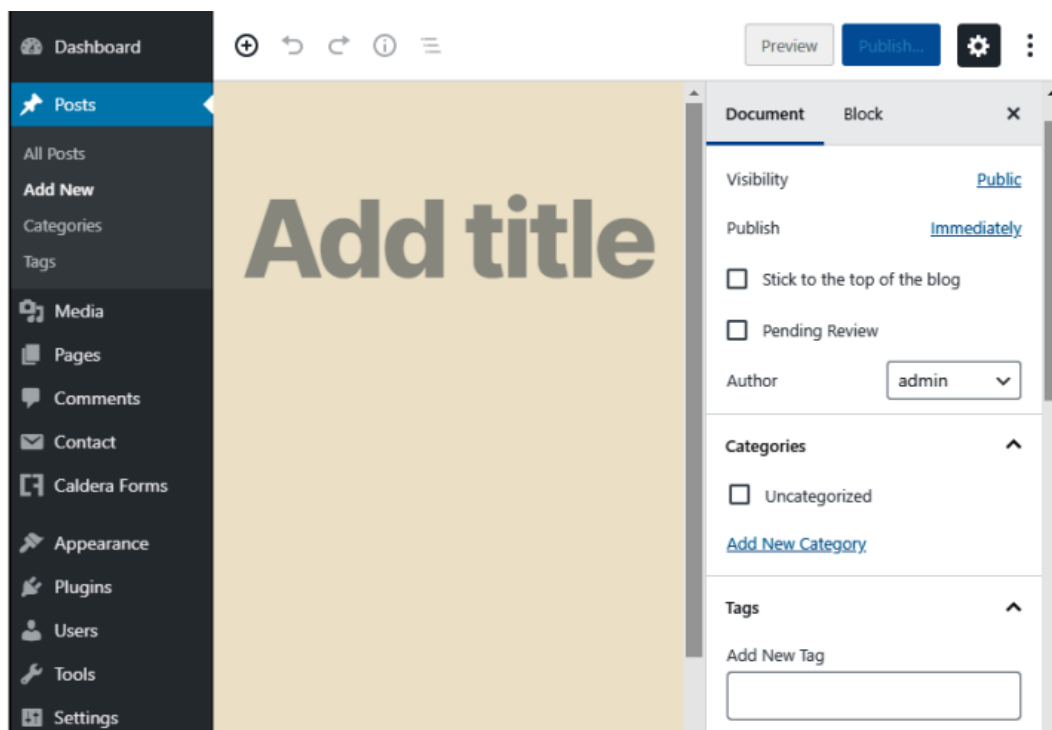 Dashboard
Posts
All Posts
Add New
Categories
Tags
Media
Pages
Comments
Contact
Caldera Forms
Appearance
Plugins
Users
Tools
Settings
Preview
Publish...
Add title
Document Block
Visibility Public
Publish Immediately
Stick to the top of the blog
Pending Review
Author admin
Categories
Uncategorized
Add New Category
Tags
Add New Tag